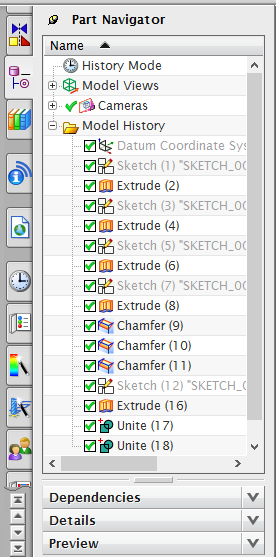 Part Navigator
Name
History Mode
Model Views
Cameras
Model History
Datum Coordinate Sys
Sketch (1) "SKETCH_00
Extrude (2)
Sketch (3) "SKETCH_00
Extrude (4)
Sketch (5) "SKETCH_00
Extrude (6)
Sketch (7) "SKETCH_00
Extrude (8)
Chamfer (9)
Chamfer (10)
Chamfer (11)
Sketch (12) "SKETCH_0
Extrude (16)
Unite (17)
Unite (18)
Dependencies
Details
Preview